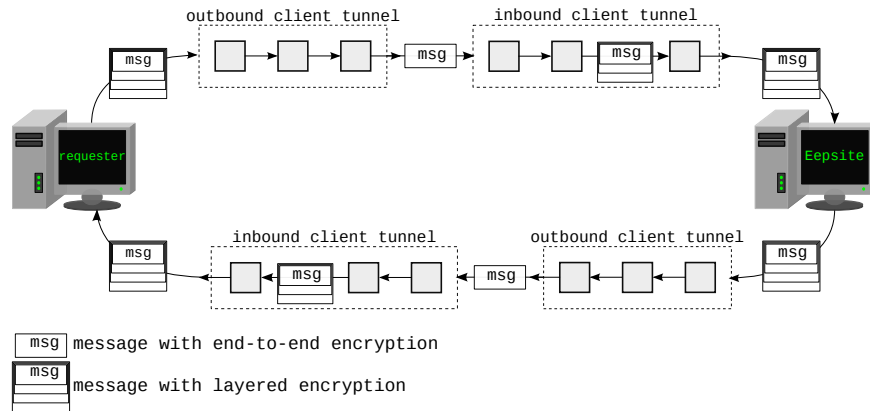 outbound client tunnel
inbound client tunnel
msg
msg
msg
msg
requester
Eepsite
inbound client tunnel
outbound client tunnel
msg
msg
msg
msg
msg
message with end-to-end encryption
msg
message with layered encryption